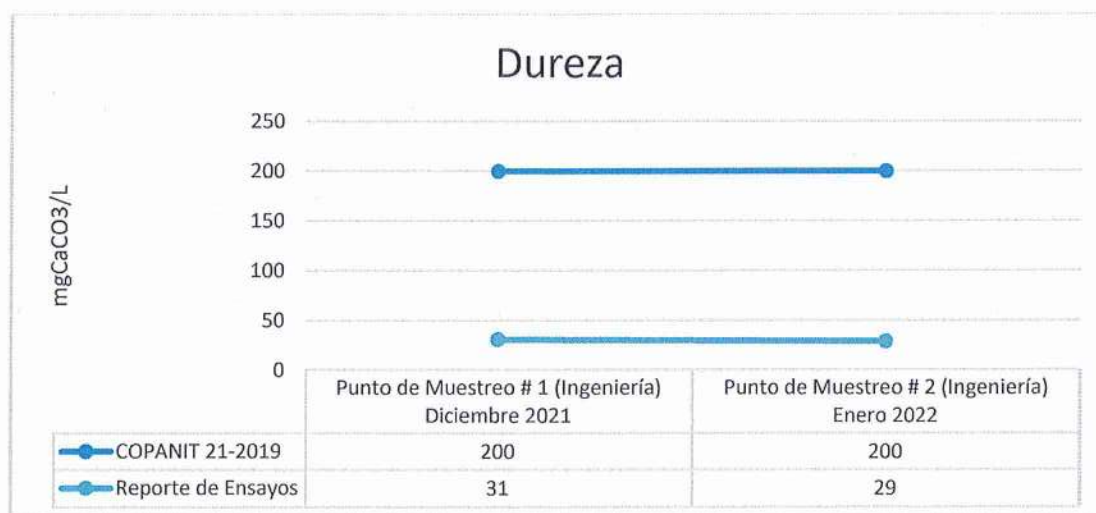 Dureza
mgCaCO3/L
250
200
150
100
50
0
Punto de Muestreo # 1 (Ingeniería)
Diciembre 2021
Punto de Muestreo # 2 (Ingeniería)
Enero 2022
COPANIT 21-2019 200 200
Reporte de Ensayos 31 29